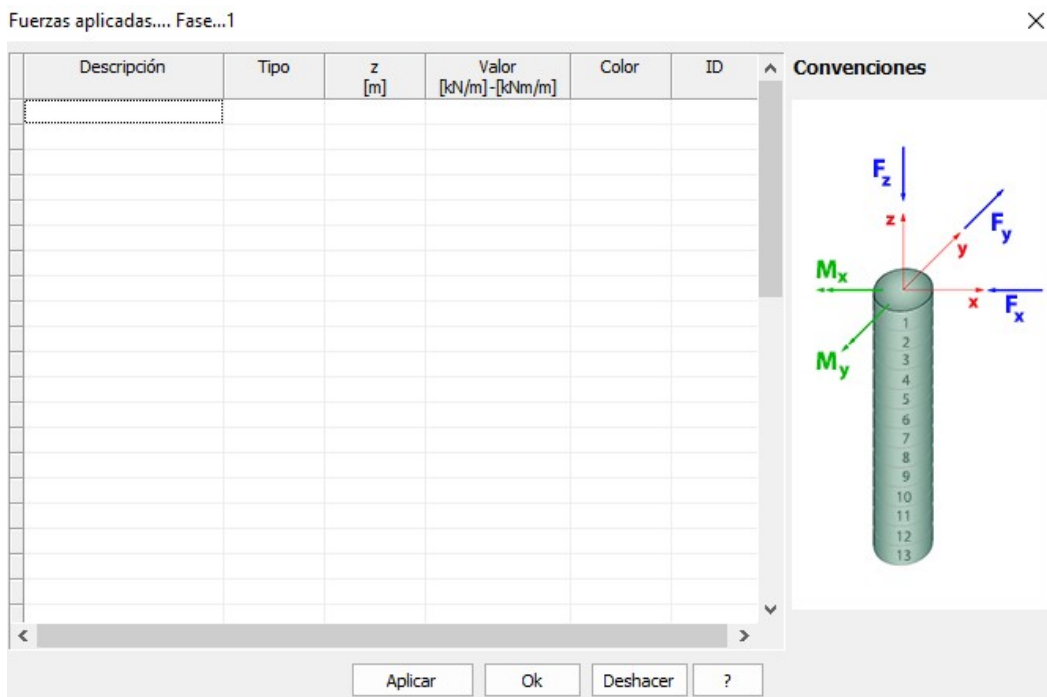 Fuerzas aplicadas.... Fase...1
Descripción Tipo z Valor Color ID
[m] [kN/m]-[kNm/m]
Convenciones
Fz
z
Fy
y
Mx
x
Fx
My
1
2
3
4
5
6
7
8
9
10
11
12
13
Aplicar Ok Deshacer ?